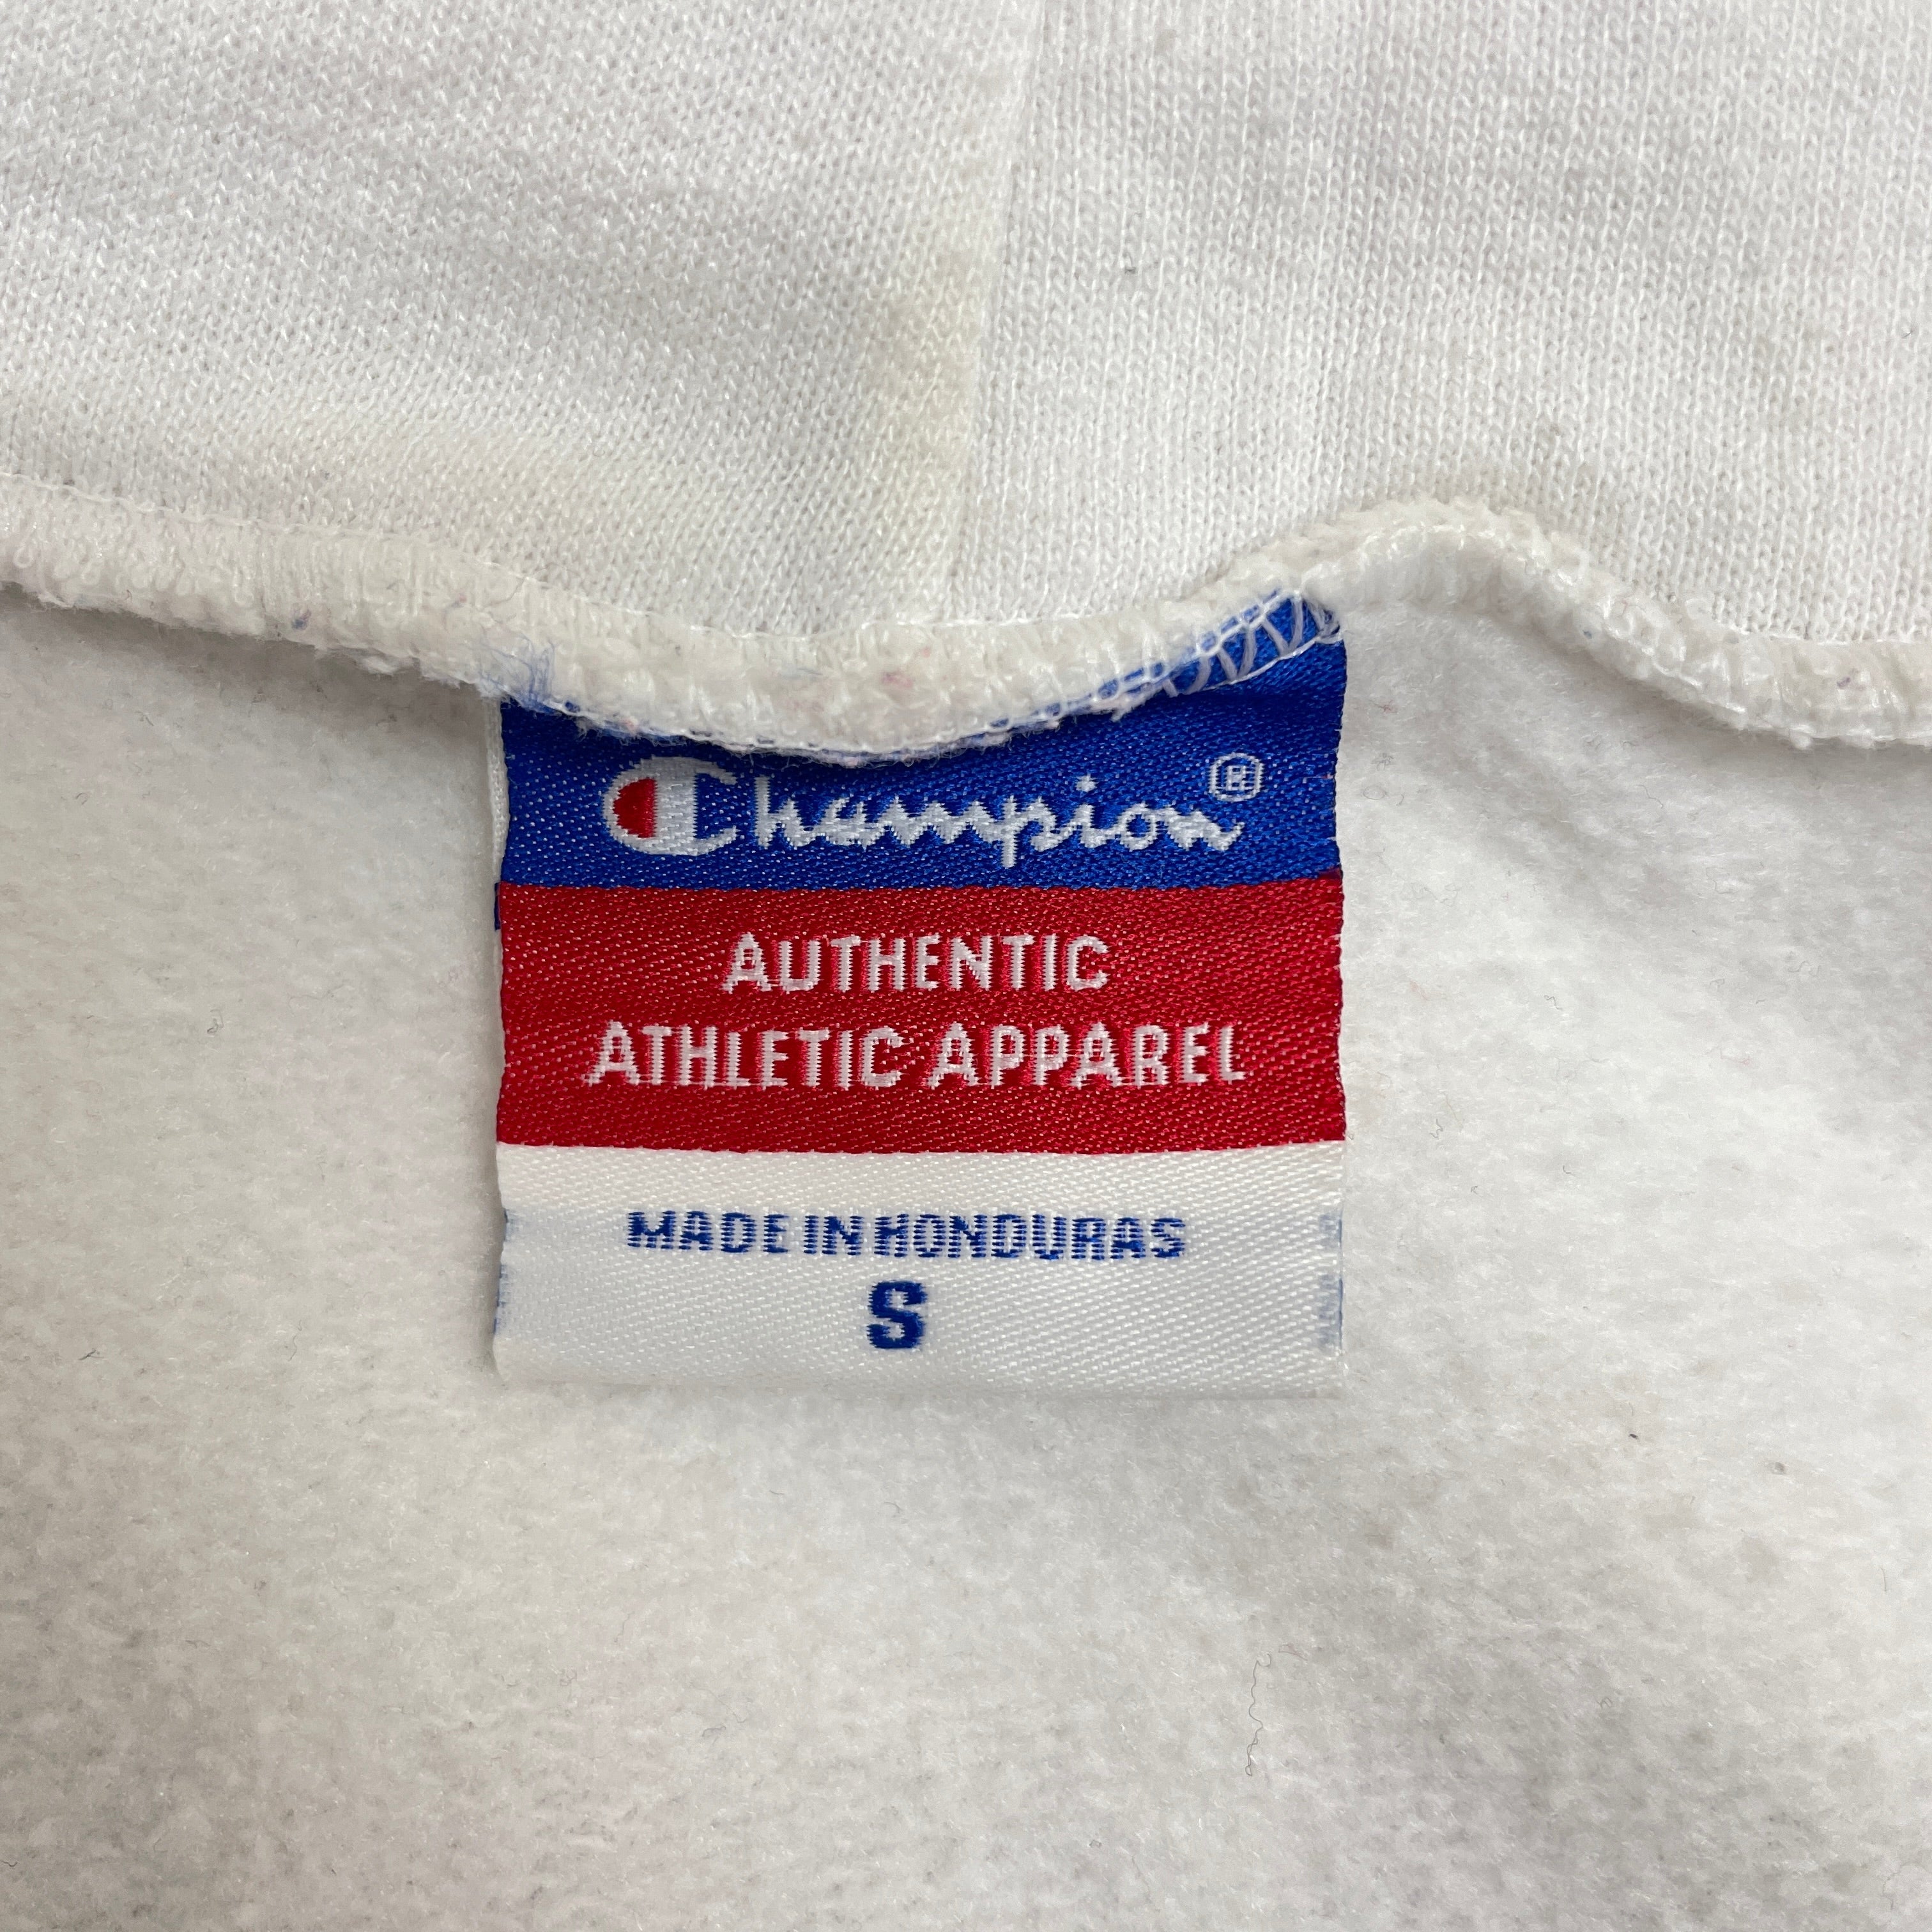 Champion®
AUTHENTIC
ATHLETIC APPAREL
MADE IN HONDURAS
S